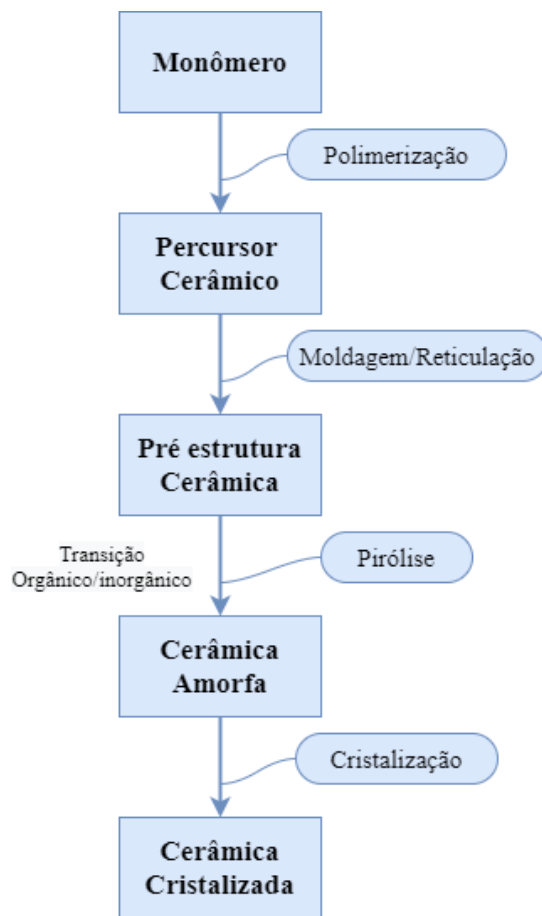 Monômero
Polimerização
Percursor
Cerâmico
Moldagem/Reticulação
Pré estrutura
Cerâmica
Transição
Orgânico/inorgânico
Pirólise
Cerâmica
Amorfa
Cristalização
Cerâmica
Cristalizada